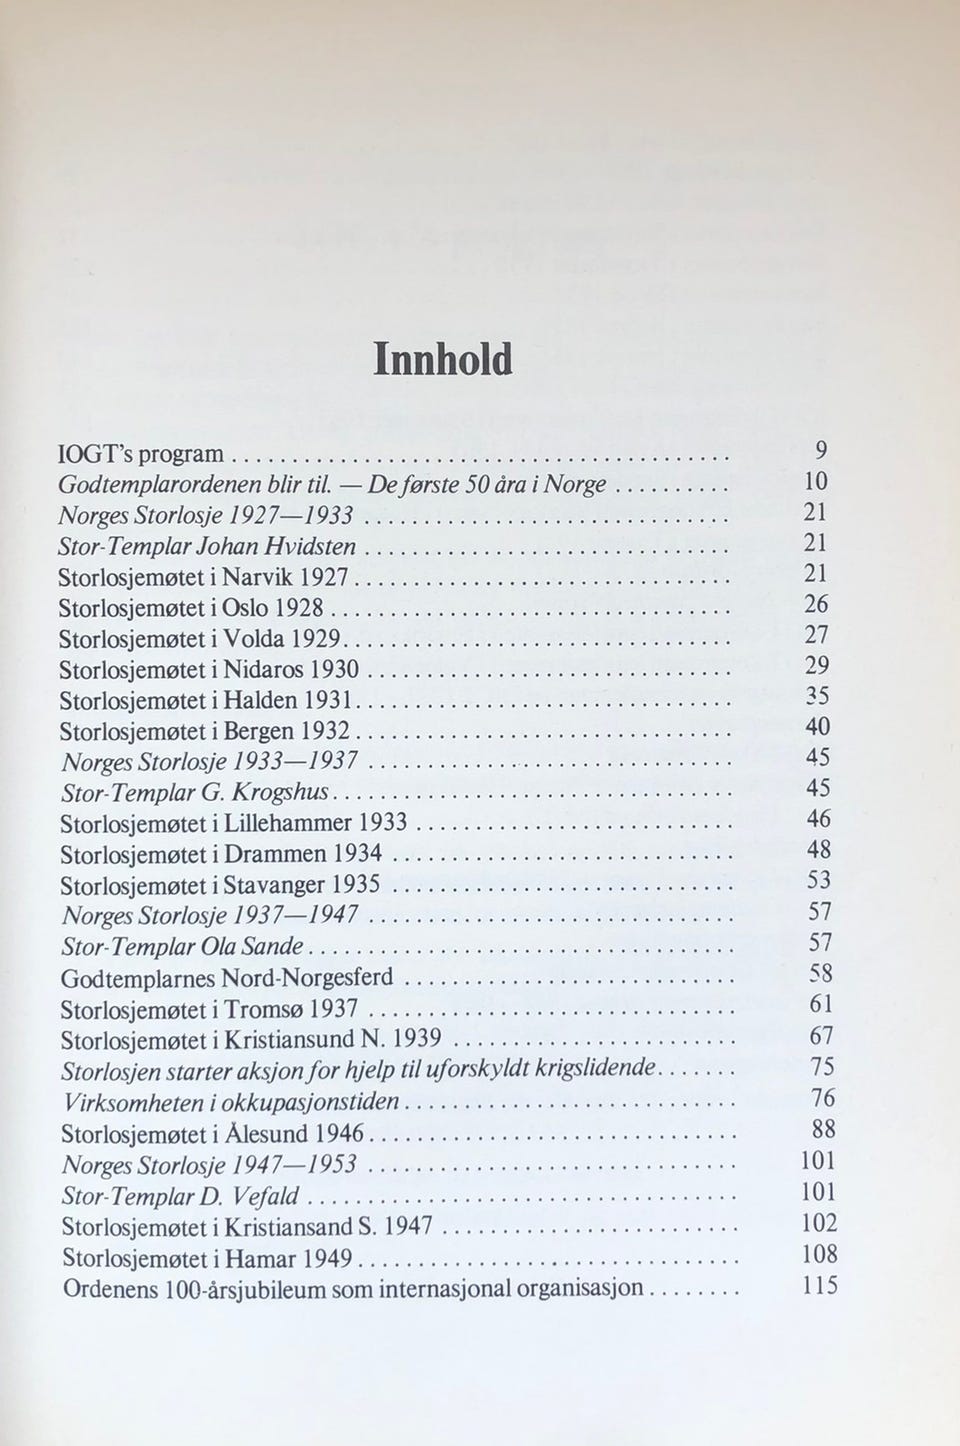 Innhold
IOGT's program . . . . . . . . . . . . . . . . . . . . . . . . . . . . . . . . . . . . . . . . . . 9
Godtemplarordenen blir til. — De første 50 åra i Norge . . . . . . . . . . 10
Norges Storlosje 1927—1933 . . . . . . . . . . . . . . . . . . . . . . . . . . . . . . . 21
Stor-Templar Johan Hvidsten . . . . . . . . . . . . . . . . . . . . . . . . . . . . . . . 21
Storlosjemøtet i Narvik 1927 . . . . . . . . . . . . . . . . . . . . . . . . . . . . . . . . 21
Storlosjemøtet i Oslo 1928 . . . . . . . . . . . . . . . . . . . . . . . . . . . . . . . . . . 26
Storlosjemøtet i Volda 1929 . . . . . . . . . . . . . . . . . . . . . . . . . . . . . . . . . 27
Storlosjemøtet i Nidaros 1930 . . . . . . . . . . . . . . . . . . . . . . . . . . . . . . . 29
Storlosjemøtet i Halden 1931 . . . . . . . . . . . . . . . . . . . . . . . . . . . . . . . . 35
Storlosjemøtet i Bergen 1932 . . . . . . . . . . . . . . . . . . . . . . . . . . . . . . . . 40
Norges Storlosje 1933—1937 . . . . . . . . . . . . . . . . . . . . . . . . . . . . . . . 45
Stor-Templar G. Krogshus . . . . . . . . . . . . . . . . . . . . . . . . . . . . . . . . . . 45
Storlosjemøtet i Lillehammer 1933 . . . . . . . . . . . . . . . . . . . . . . . . . . . 46
Storlosjemøtet i Drammen 1934 . . . . . . . . . . . . . . . . . . . . . . . . . . . . . 48
Storlosjemøtet i Stavanger 1935 . . . . . . . . . . . . . . . . . . . . . . . . . . . . . 53
Norges Storlosje 1937—1947 . . . . . . . . . . . . . . . . . . . . . . . . . . . . . . . 57
Stor-Templar Ola Sande . . . . . . . . . . . . . . . . . . . . . . . . . . . . . . . . . . . . 57
Godtemplarnes Nord-Norgesferd . . . . . . . . . . . . . . . . . . . . . . . . . . . . 58
Storlosjemøtet i Tromsø 1937 . . . . . . . . . . . . . . . . . . . . . . . . . . . . . . . 61
Storlosjemøtet i Kristiansund N. 1939 . . . . . . . . . . . . . . . . . . . . . . . . 67
Storlosjen starter aksjon for hjelp til uforskyldt krigslidende . . . . . . . 75
Virksomheten i okkupasjonstiden . . . . . . . . . . . . . . . . . . . . . . . . . . . . 76
Storlosjemøtet i Ålesund 1946 . . . . . . . . . . . . . . . . . . . . . . . . . . . . . . . 88
Norges Storlosje 1947—1953 . . . . . . . . . . . . . . . . . . . . . . . . . . . . . . . 101
Stor-Templar D. Vefald . . . . . . . . . . . . . . . . . . . . . . . . . . . . . . . . . . . . 101
Storlosjemøtet i Kristiansand S. 1947 . . . . . . . . . . . . . . . . . . . . . . . . . 102
Storlosjemøtet i Hamar 1949 . . . . . . . . . . . . . . . . . . . . . . . . . . . . . . . . 108
Ordenens 100-årsjubileum som internasjonal organisasjon . . . . . . . . 115